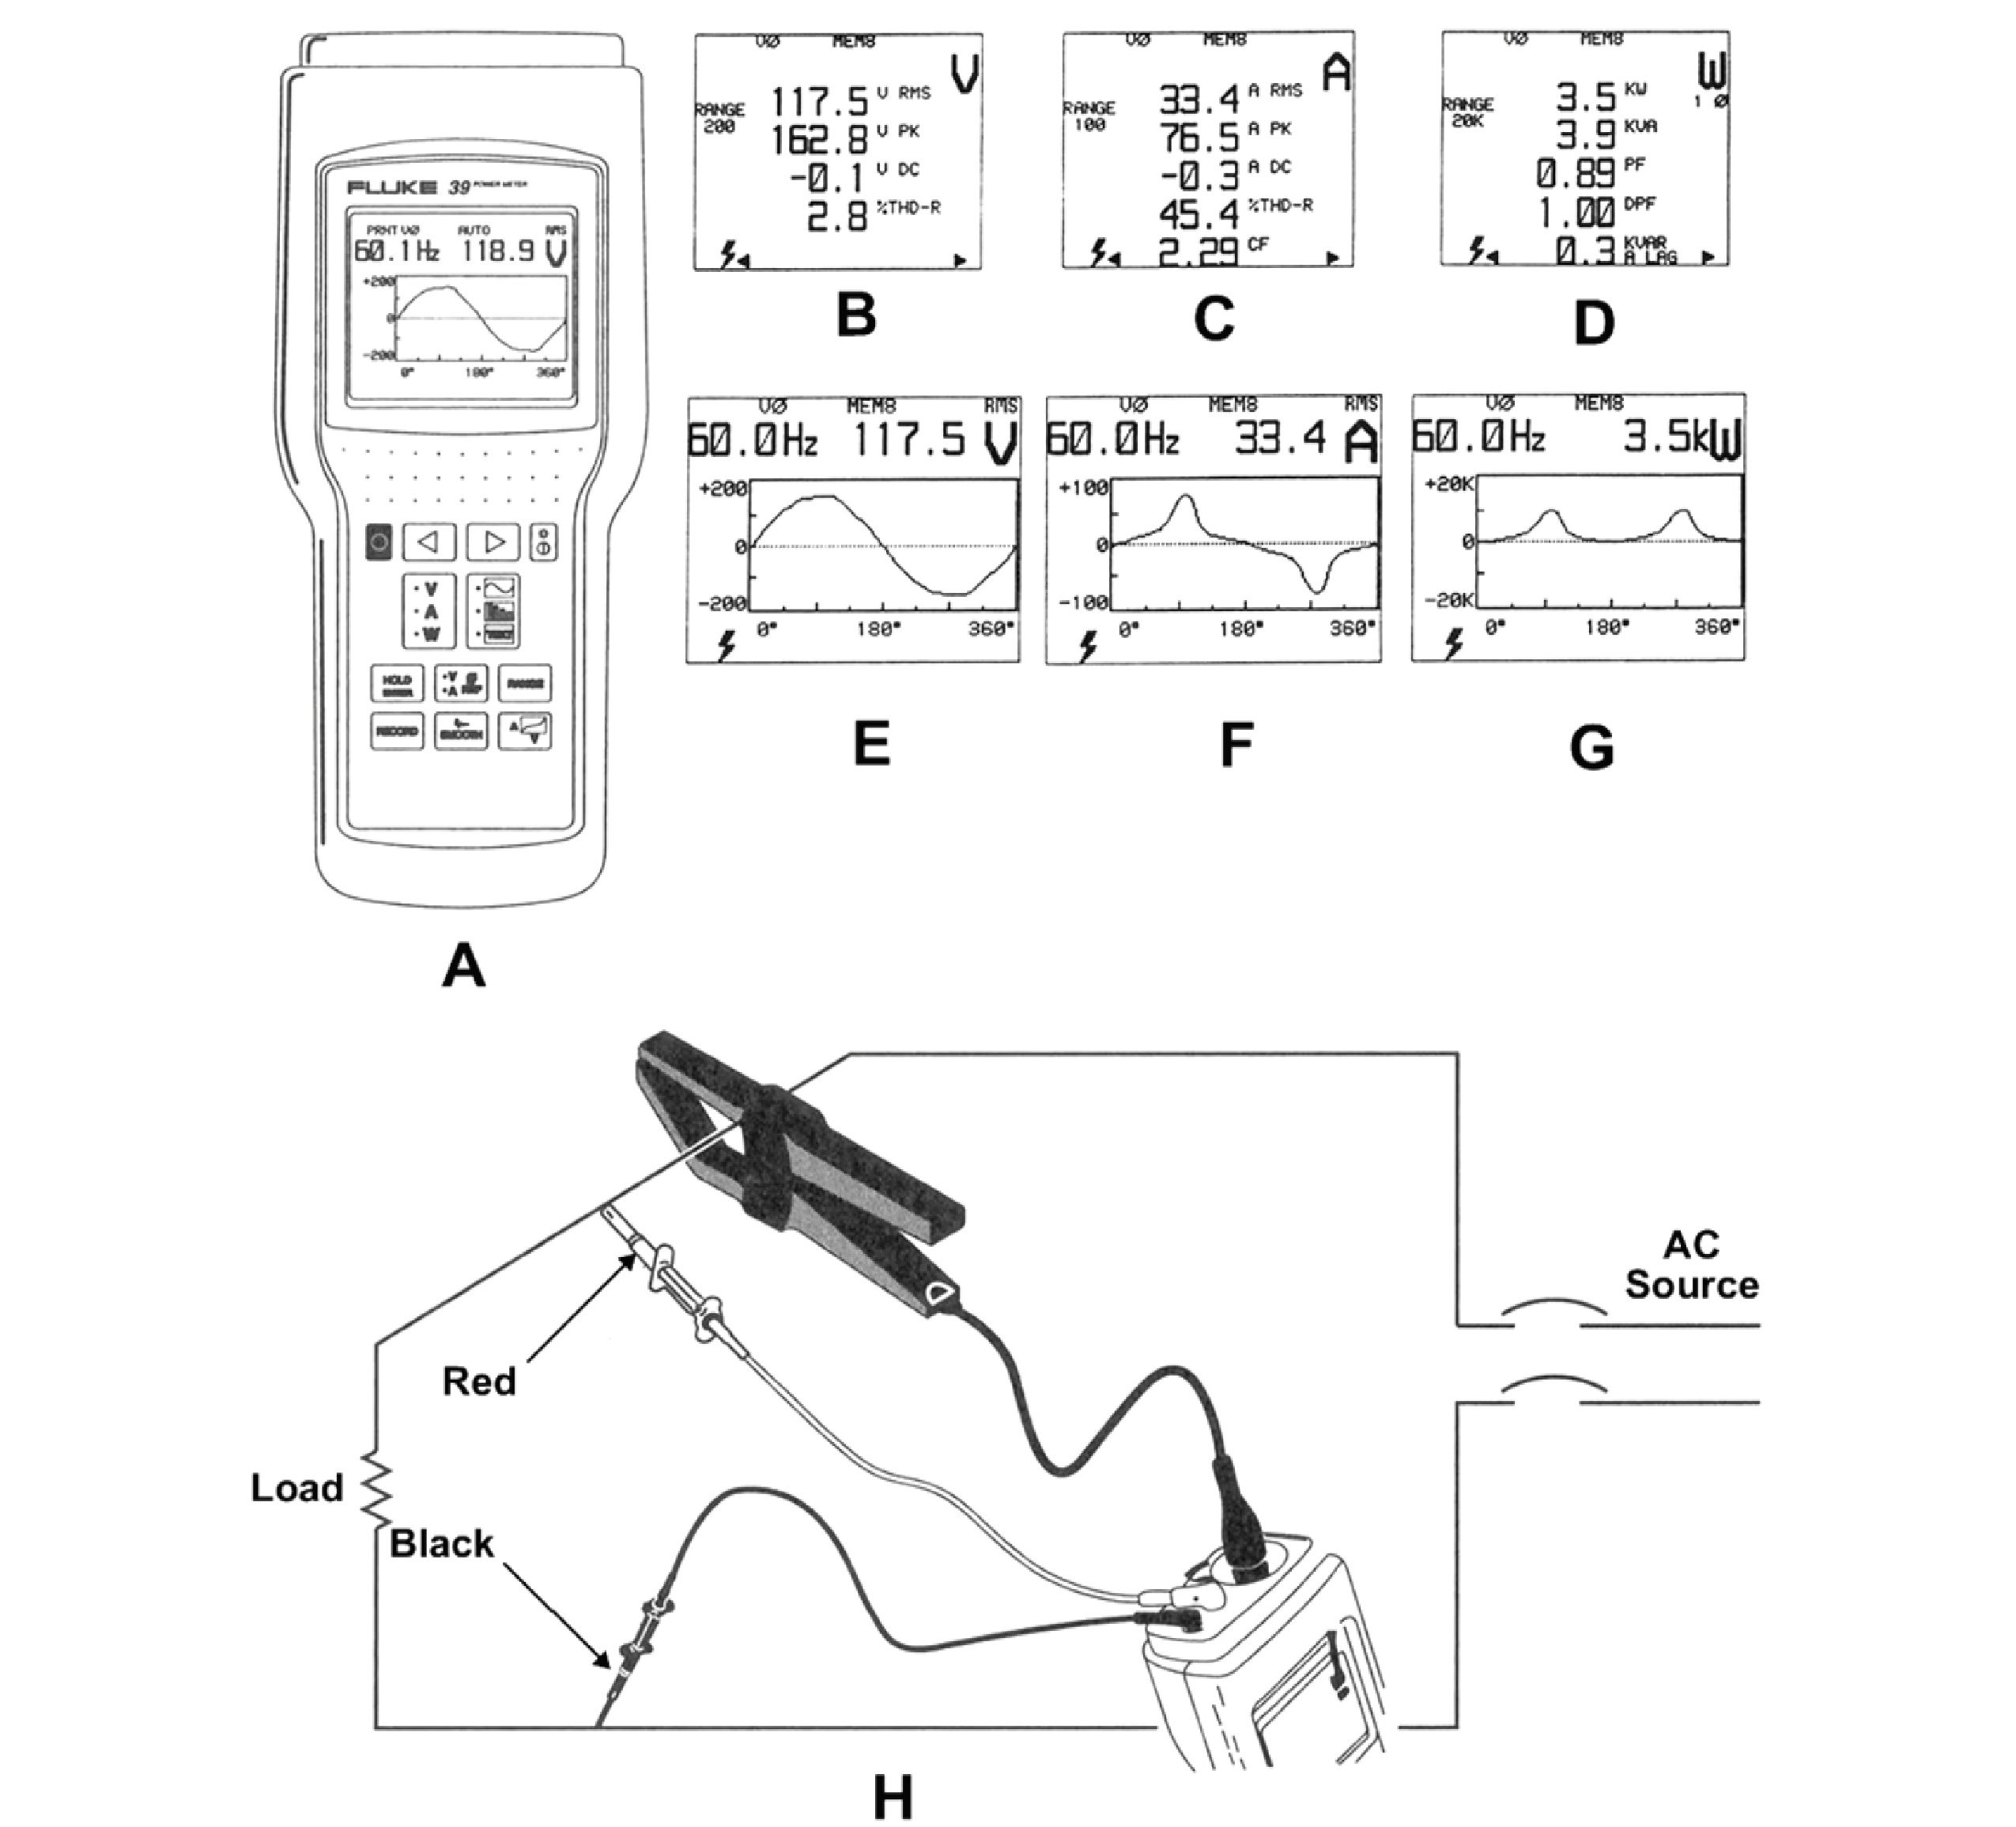 FLUKE 39 POWER METER
PRNT VØ AUTO RMS
60.1Hz 118.9 V
+200
0
-200
0° 180° 360°
V
A
W
TEXT
HOLD
ENTER
V
A REF
RANGE
RECORD
SMOOTH
A
V
A
VØ MEM8
V
RANGE
200
117.5 V RMS
162.8 V PK
-0.1 V DC
2.8 %THD-R
B
VØ MEM8
A
RANGE
100
33.4 A RMS
76.5 A PK
-0.3 A DC
45.4 %THD-R
2.29 CF
C
VØ MEM8
W
1 Ø
RANGE
20K
3.5 KW
3.9 KVA
0.89 PF
1.00 DPF
0.3 KVAR
A LAG
D
VØ MEM8 RMS
60.0Hz 117.5 V
+200
0
-200
0° 180° 360°
E
VØ MEM8 RMS
60.0Hz 33.4 A
+100
0
-100
0° 180° 360°
F
VØ MEM8
60.0Hz 3.5kW
+20K
0
-20K
0° 180° 360°
G
AC
Source
Red
Load
Black
H